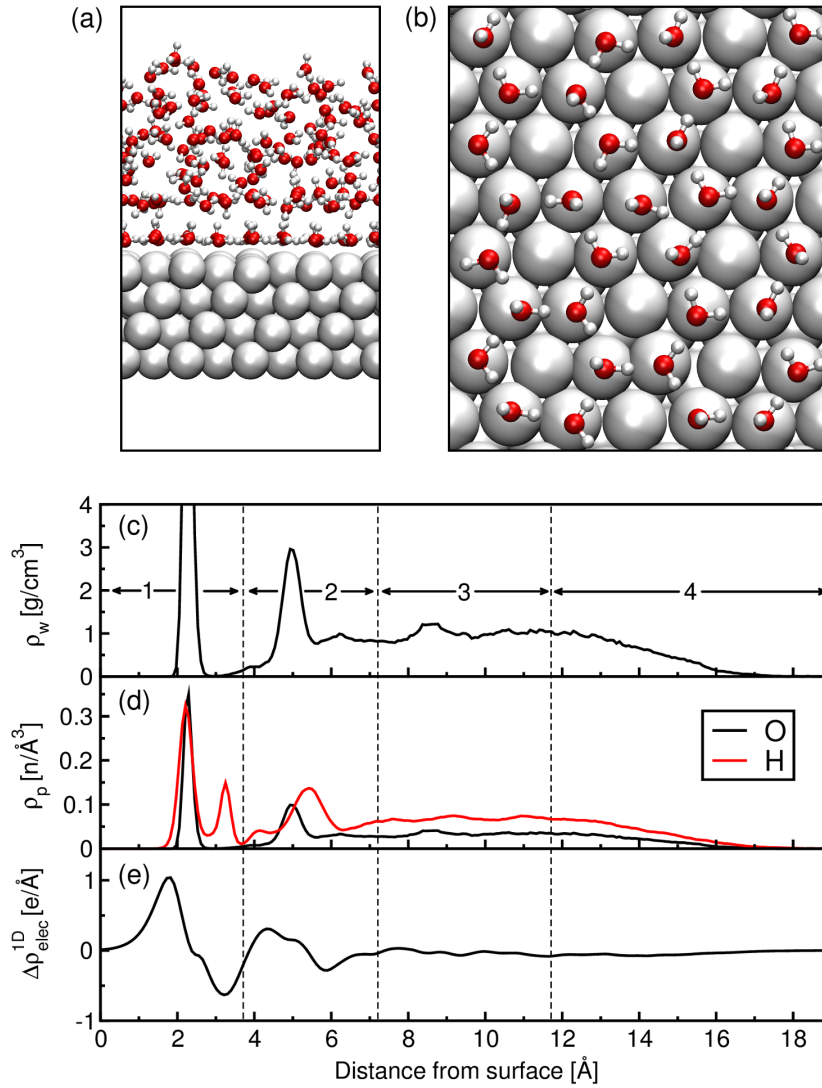 (a)
(b)
(c)
4
3
2
1
0
ρw [g/cm³]
1
2
3
4
(d)
0.3
0.2
0.1
0
ρp [n/Å³]
O
H
(e)
1
0
-1
Δρ¹ᴰelec [e/Å]
0 2 4 6 8 10 12 14 16 18
Distance from surface [Å]